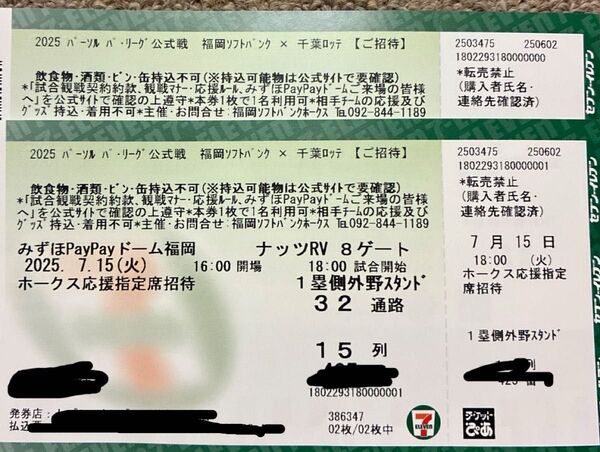 2025 パーソル パ・リーグ公式戦 福岡ソフトバンク × 千葉ロッテ 【ご招待】
飲食物・酒類・ビン・缶持込不可(※持込可能物は公式サイトで要確認)
*「試合観戦契約約款、観戦マナー・応援ルール、みずほPayPayドームご来場の皆様
へ」を公式サイトで確認の上遵守*本券1枚で1名利用可*相手チームの応援及び
グッズ持込・着用不可*主催・お問合せ:福岡ソフトバンクホークス TEL092-844-1189
2503475 250602
1802293180000000
*転売禁止
(購入者氏名・
連絡先確認済)
セブン-イレブン
2025 パーソル パ・リーグ公式戦 福岡ソフトバンク × 千葉ロッテ 【ご招待】
飲食物・酒類・ビン・缶持込不可(※持込可能物は公式サイトで要確認)
*「試合観戦契約約款、観戦マナー・応援ルール、みずほPayPayドームご来場の皆様
へ」を公式サイトで確認の上遵守*本券1枚で1名利用可*相手チームの応援及び
グッズ持込・着用不可*主催・お問合せ:福岡ソフトバンクホークス TEL092-844-1189
みずほPayPayドーム福岡 ナッツRV 8ゲート
2025. 7.15(火) 16:00 開場 18:00 試合開始
ホークス応援指定席招待 1塁側外野スタンド
32 通路
15 列
1802293180000001
発券店:
払込票
386347
02枚/02枚中
7
ELEVEN
2503475 250602
1802293180000001
*転売禁止
(購入者氏名・
連絡先確認済)
7月15日
18:00 (火)
ホークス応援指定
席招待
1塁側外野スタンド
チケット
ぴあ
セブン-イレブン